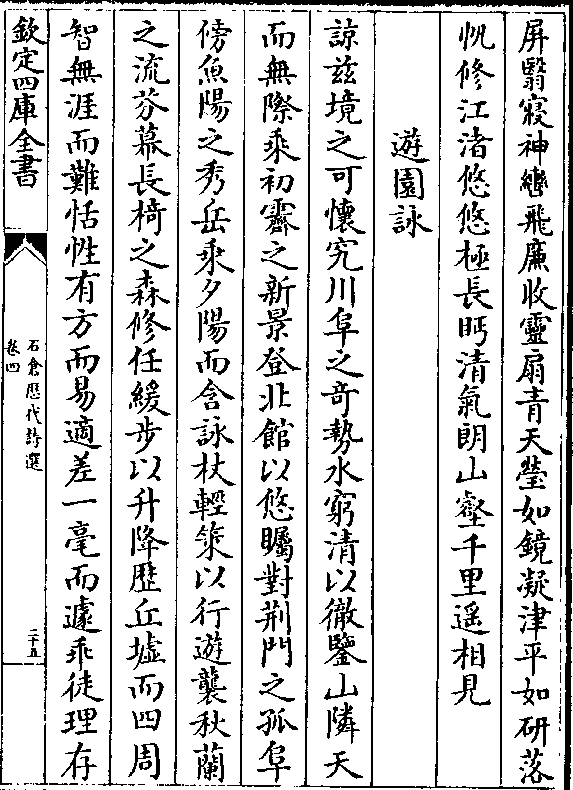 屏翳寝神轡飛廉收靈扇青天瑩如鏡凝津平如研落
帆修江渚悠悠極長眄清氣朗山壑千里遥相見
遊園詠
諒兹境之可懷究川阜之奇勢水窮清以徹鑒山隣天
而無際乘初霽之新景登北館以悠矚對荆門之孤阜
傍魚陽之秀岳乘夕陽而含詠杖輕策以行遊襲秋蘭
之流芬幕長椅之森修任緩步以升降歷丘墟而四周
智無涯而難恬性有方而易適差一毫而遽乖徒理存
欽定四庫全書
石倉歷代詩選
卷四
二十五